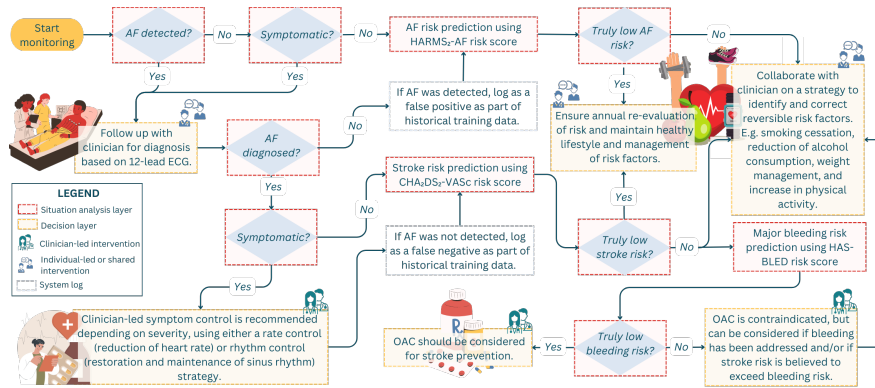 Start
monitoring
AF detected?
No
Symptomatic?
No
AF risk prediction using
HARMS₂-AF risk score
Truly low AF
risk?
No
Yes
Yes
Yes
Collaborate with
clinician on a strategy to
identify and correct
reversible risk factors.
E.g. smoking cessation,
reduction of alcohol
consumption, weight
management, and
increase in physical
activity.
If AF was detected, log as a
false positive as part of
historical training data.
Ensure annual re-evaluation
of risk and maintain healthy
lifestyle and management
of risk factors.
Follow up with
clinician for diagnosis
based on 12-lead ECG.
AF
diagnosed?
No
Yes
Stroke risk prediction using
CHA₂DS₂-VASc risk score
No
Yes
LEGEND
Situation analysis layer
Decision layer
Clinician-led intervention
Individual-led or shared
intervention
System log
Symptomatic?
Yes
If AF was not detected, log
as a false negative as part of
historical training data.
Truly low
stroke risk?
No
Major bleeding risk
prediction using HAS-
BLED risk score
Clinician-led symptom control is recommended
depending on severity, using either a rate control
(reduction of heart rate) or rhythm control
(restoration and maintenance of sinus rhythm)
strategy.
R
OAC should be considered
for stroke prevention.
Yes
Truly low
bleeding risk?
No
OAC is contraindicated, but
can be considered if bleeding
has been addressed and/or if
stroke risk is believed to
exceed bleeding risk.